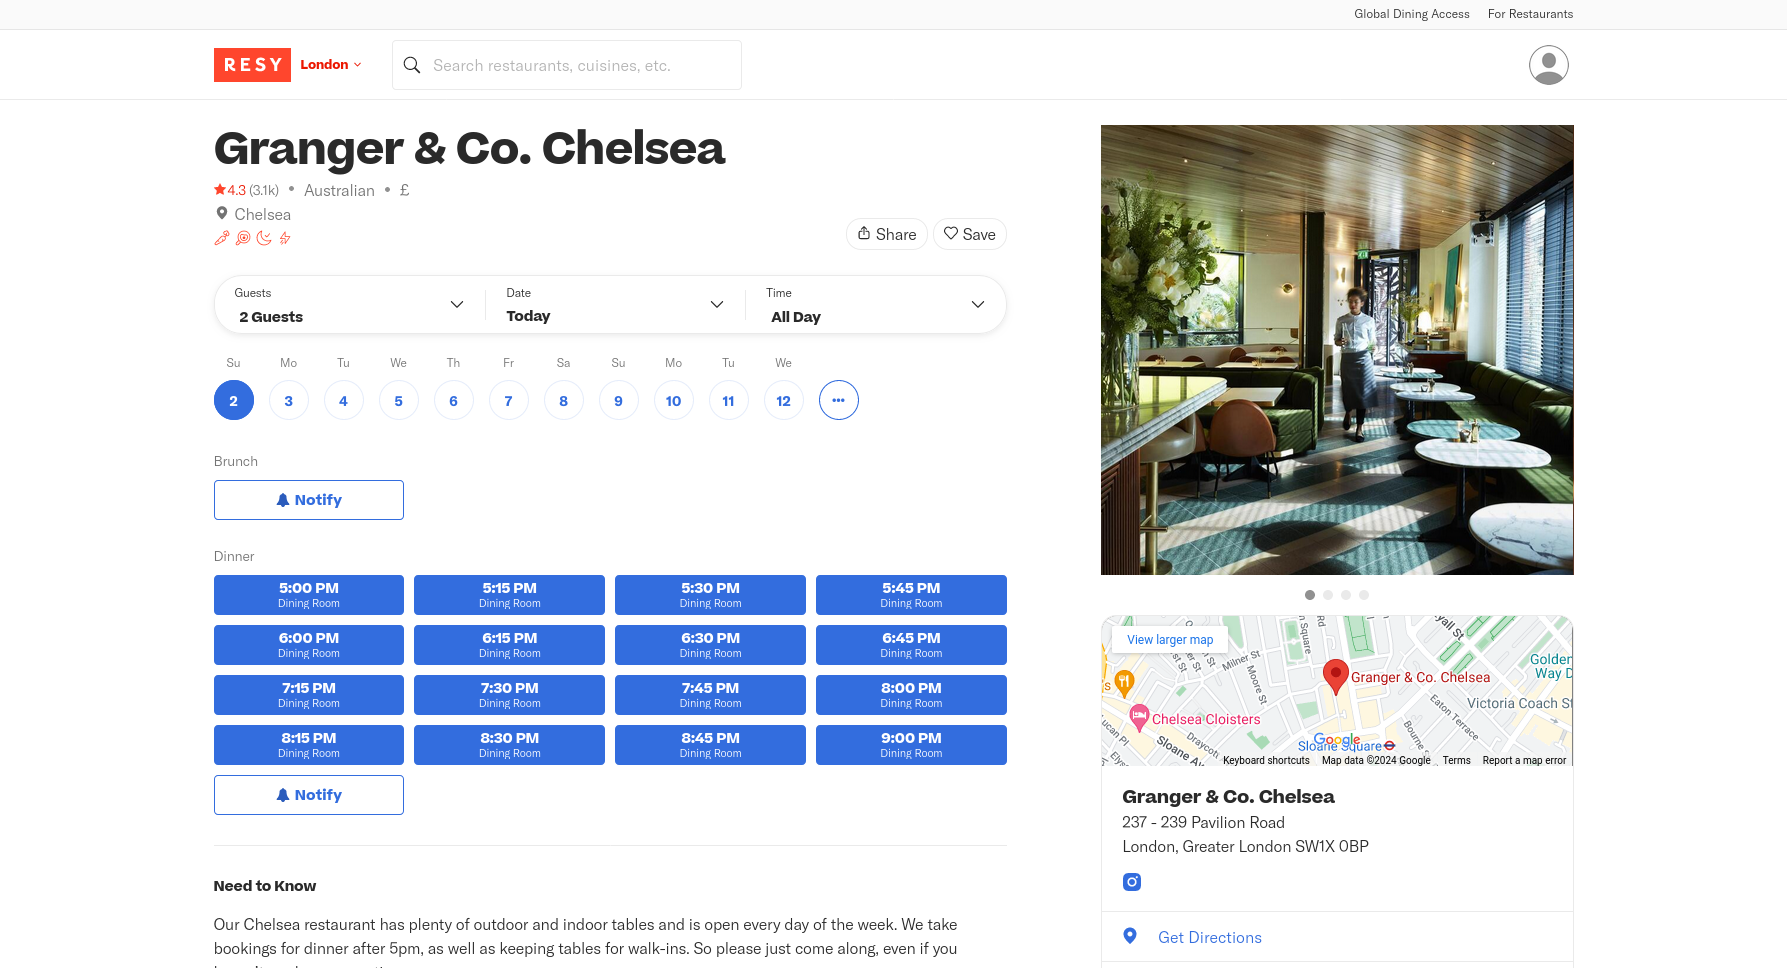 Global Dining Access For Restaurants
RESY London Search restaurants, cuisines, etc.
Granger & Co. Chelsea
4.3 (3.1k) • Australian • £
Chelsea
Share Save
Guests Date Time
2 Guests Today All Day
Su Mo Tu We Th Fr Sa Su Mo Tu We
2 3 4 5 6 7 8 9 10 11 12 •••
Brunch
Notify
Dinner
5:00 PM 5:15 PM 5:30 PM 5:45 PM
Dining Room Dining Room Dining Room Dining Room
6:00 PM 6:15 PM 6:30 PM 6:45 PM
Dining Room Dining Room Dining Room Dining Room
7:15 PM 7:30 PM 7:45 PM 8:00 PM
Dining Room Dining Room Dining Room Dining Room
8:15 PM 8:30 PM 8:45 PM 9:00 PM
Dining Room Dining Room Dining Room Dining Room
Notify
Need to Know
Our Chelsea restaurant has plenty of outdoor and indoor tables and is open every day of the week. We take
bookings for dinner after 5pm, as well as keeping tables for walk-ins. So please just come along, even if you
View larger map
Square
Rd
Milner St
Moore St
Golden
Way D
Granger & Co. Chelsea
Victoria Coach St
Eaton Terrace
Chelsea Cloisters
Lucan Pl
Draycott
Sloane Av
Bourne S
Google
Sloane Square
Keyboard shortcuts Map data ©2024 Google Terms Report a map error
Granger & Co. Chelsea
237 - 239 Pavilion Road
London, Greater London SW1X 0BP
Get Directions